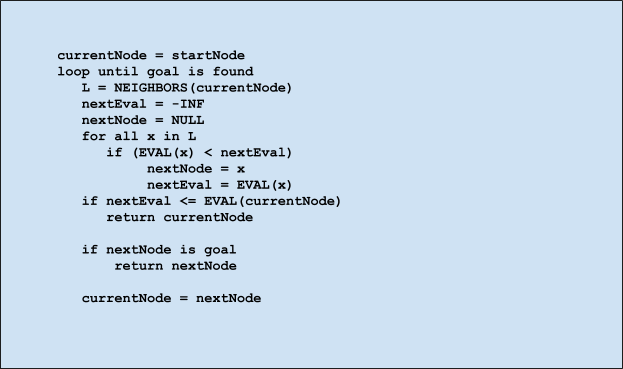 currentNode = startNode
loop until goal is found
L = NEIGHBORS(currentNode)
nextEval = -INF
nextNode = NULL
for all x in L
if (EVAL(x) < nextEval)
nextNode = x
nextEval = EVAL(x)
if nextEval <= EVAL(currentNode)
return currentNode
if nextNode is goal
return nextNode
currentNode = nextNode